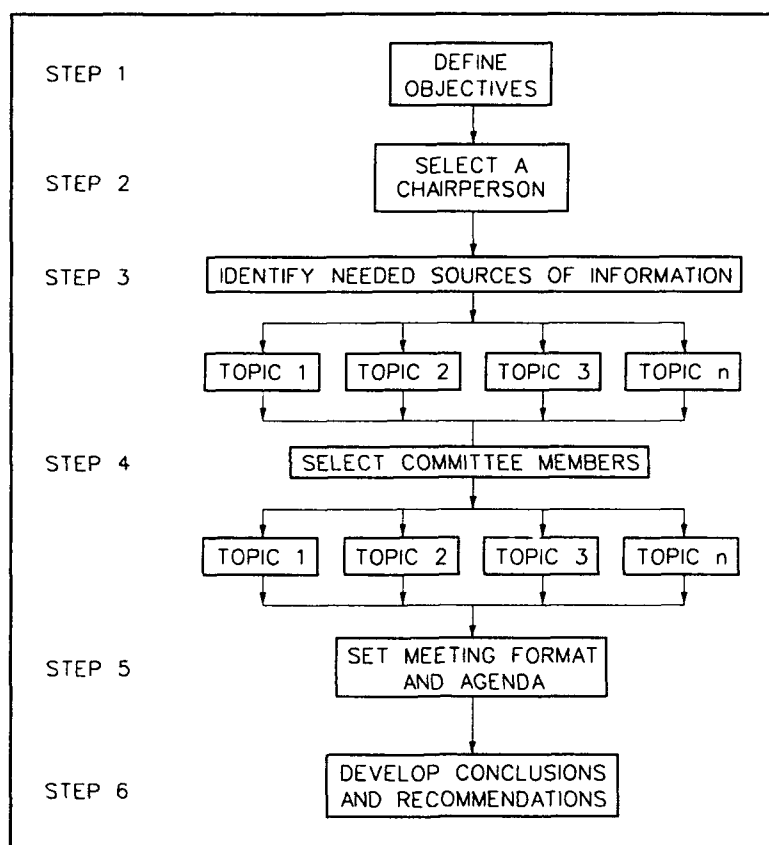 STEP 1
DEFINE
OBJECTIVES
STEP 2
SELECT A
CHAIRPERSON
STEP 3
IDENTIFY NEEDED SOURCES OF INFORMATION
TOPIC 1
TOPIC 2
TOPIC 3
TOPIC n
STEP 4
SELECT COMMITTEE MEMBERS
TOPIC 1
TOPIC 2
TOPIC 3
TOPIC n
STEP 5
SET MEETING FORMAT
AND AGENDA
STEP 6
DEVELOP CONCLUSIONS
AND RECOMMENDATIONS